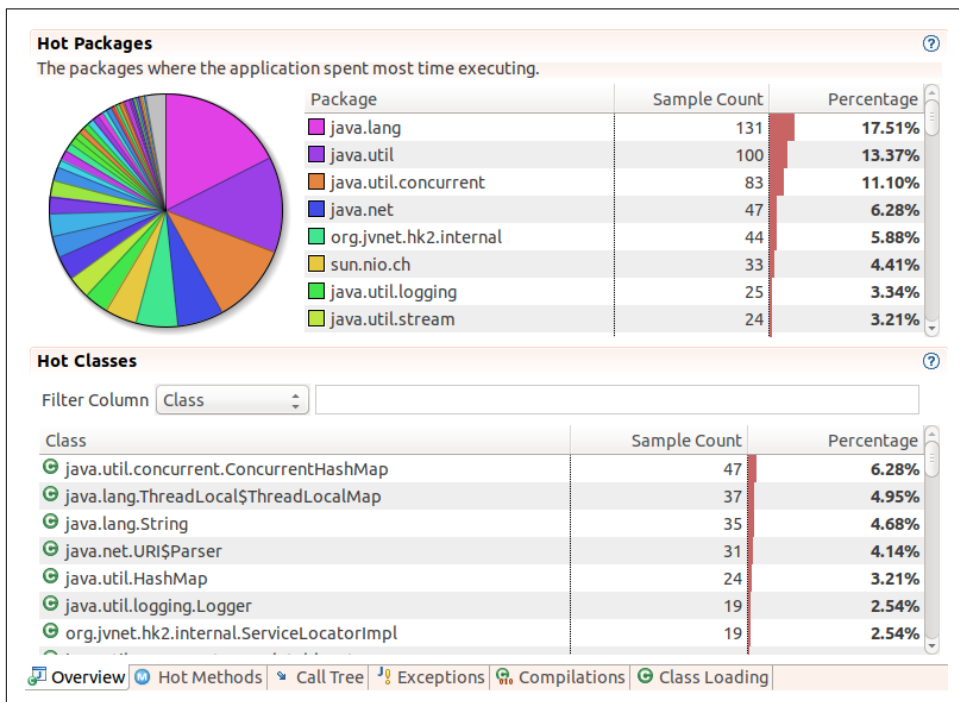 Hot Packages
The packages where the application spent most time executing.
Package Sample Count Percentage
java.lang 131 17.51%
java.util 100 13.37%
java.util.concurrent 83 11.10%
java.net 47 6.28%
org.jvnet.hk2.internal 44 5.88%
sun.nio.ch 33 4.41%
java.util.logging 25 3.34%
java.util.stream 24 3.21%
Hot Classes
Filter Column Class
Class Sample Count Percentage
java.util.concurrent.ConcurrentHashMap 47 6.28%
java.lang.ThreadLocal$ThreadLocalMap 37 4.95%
java.lang.String 35 4.68%
java.net.URI$Parser 31 4.14%
java.util.HashMap 24 3.21%
java.util.logging.Logger 19 2.54%
org.jvnet.hk2.internal.ServiceLocatorImpl 19 2.54%
Overview Hot Methods Call Tree Exceptions Compilations Class Loading